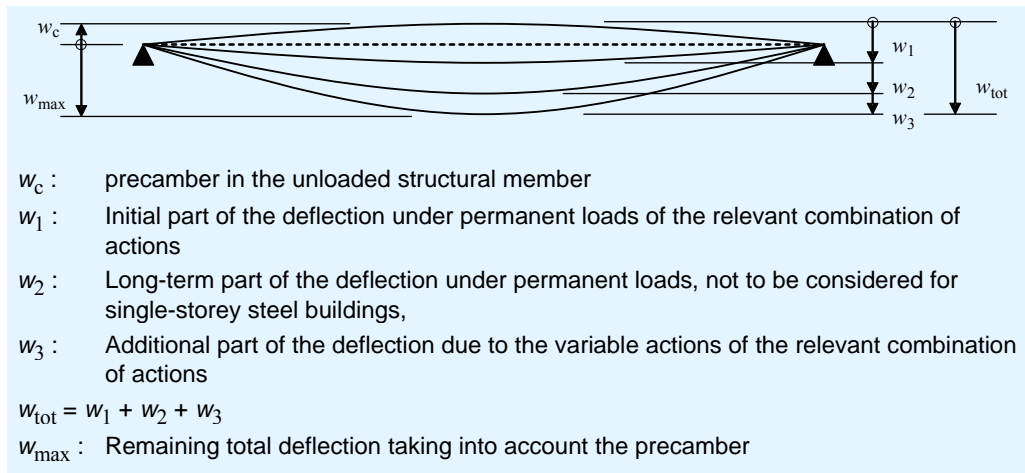 w_c
w_1
w_max
w_2
w_tot
w_3
w_c : precamber in the unloaded structural member
w_1 : Initial part of the deflection under permanent loads of the relevant combination of
actions
w_2 : Long-term part of the deflection under permanent loads, not to be considered for
single-storey steel buildings,
w_3 : Additional part of the deflection due to the variable actions of the relevant combination
of actions
w_tot = w_1 + w_2 + w_3
w_max : Remaining total deflection taking into account the precamber